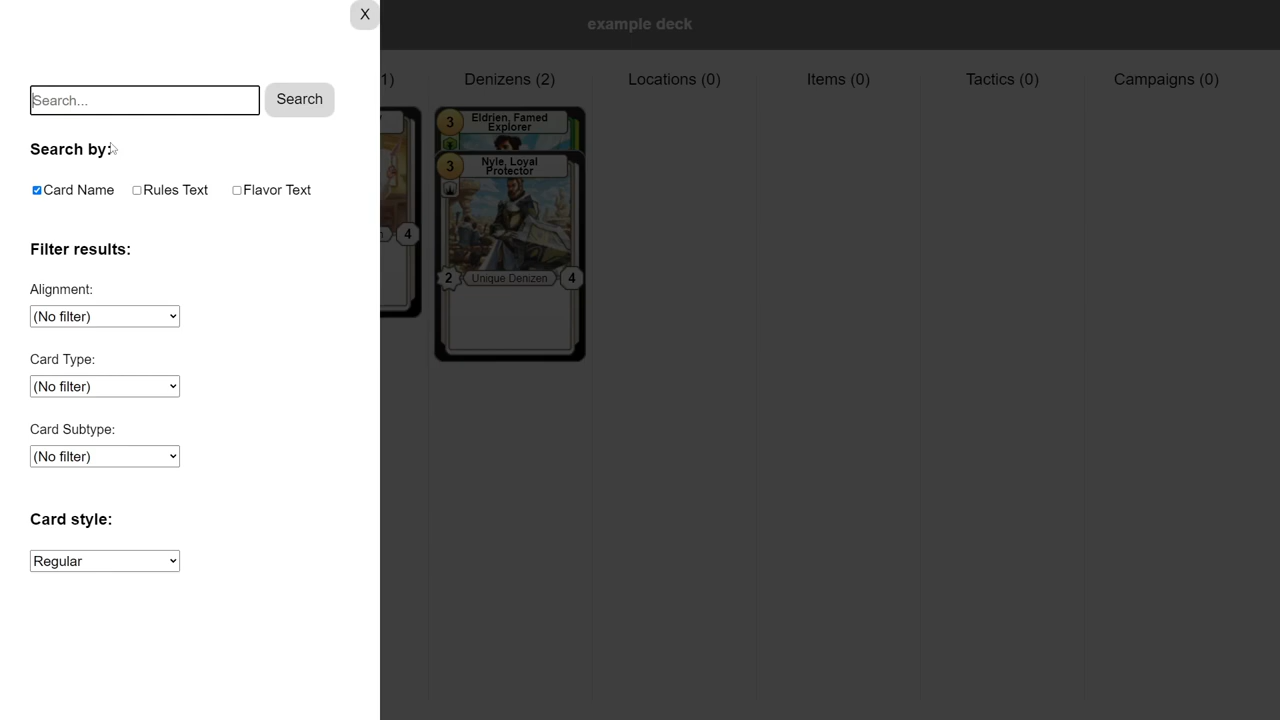 X
example deck
1)
Denizens (2)
Locations (0)
Items (0)
Tactics (0)
Campaigns (0)
Search...
Search
Search by:
Card Name
Rules Text
Flavor Text
Filter results:
Alignment:
(No filter)
Card Type:
(No filter)
Card Subtype:
(No filter)
Card style:
Regular
4
3
Eldrien, Famed
Explorer
3
Nyle, Loyal
Protector
2
Unique Denizen
4